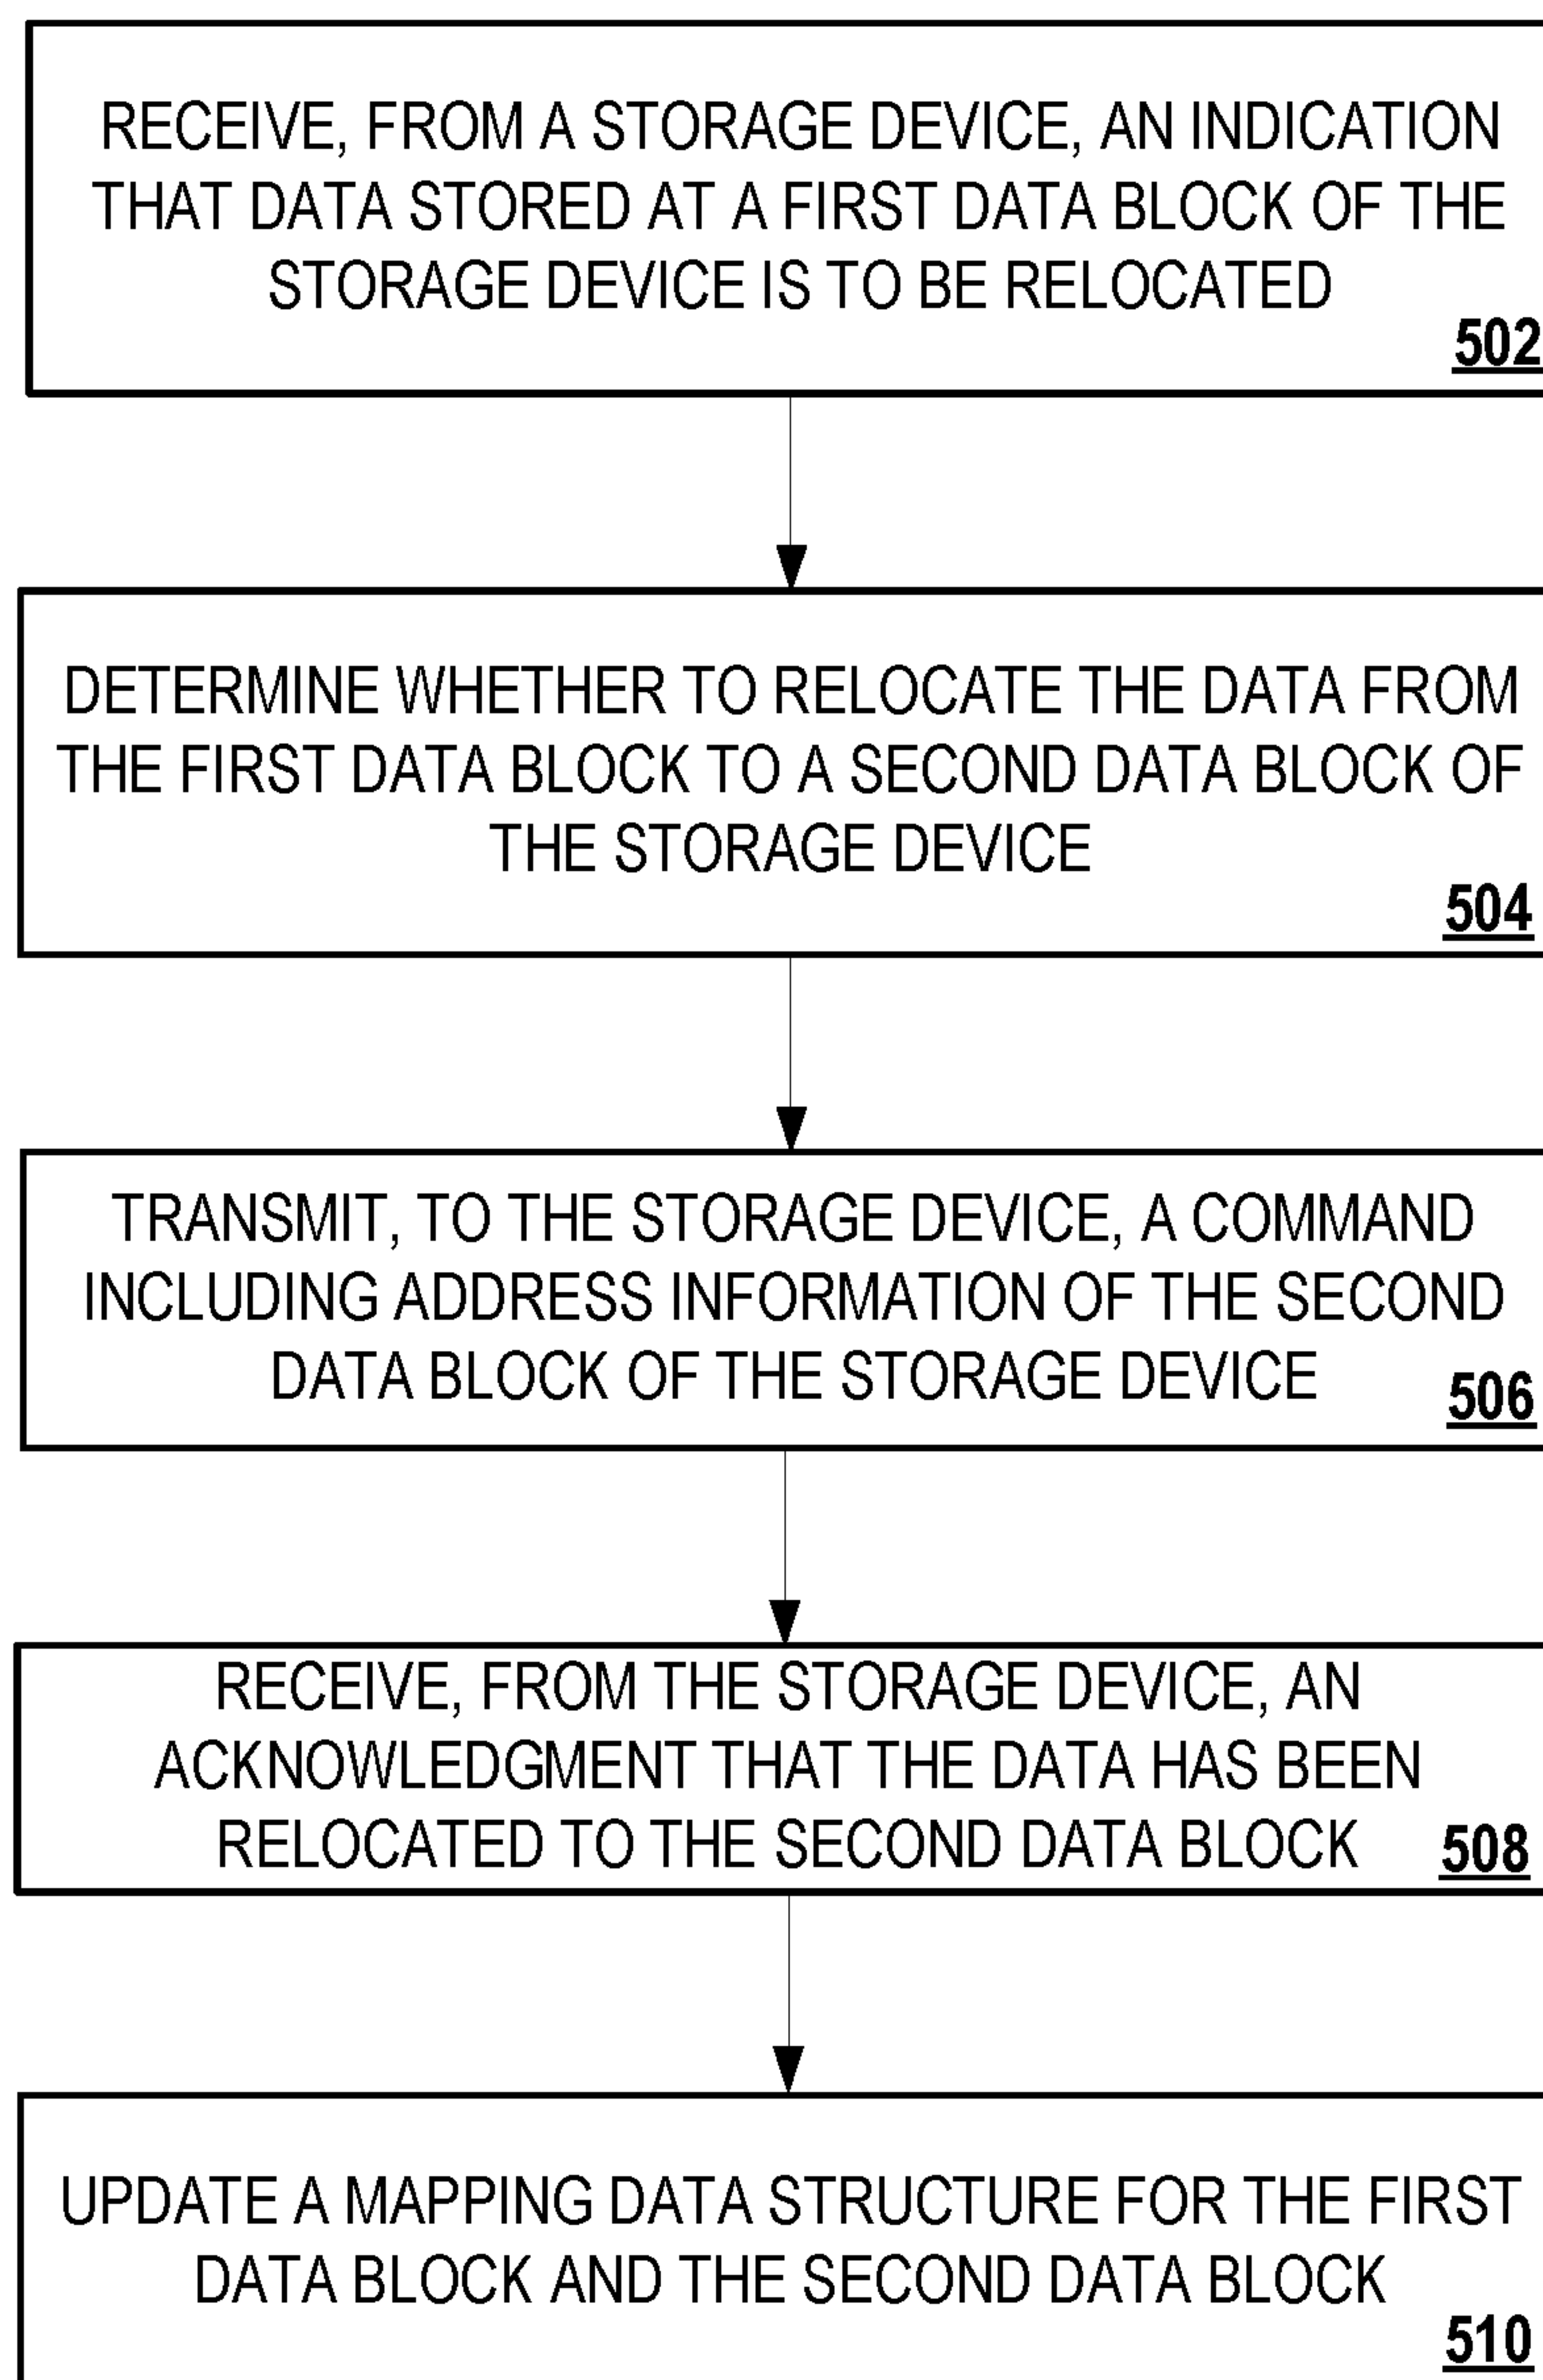 RECEIVE, FROM A STORAGE DEVICE, AN INDICATION
THAT DATA STORED AT A FIRST DATA BLOCK OF THE
STORAGE DEVICE IS TO BE RELOCATED
502
DETERMINE WHETHER TO RELOCATE THE DATA FROM
THE FIRST DATA BLOCK TO A SECOND DATA BLOCK OF
THE STORAGE DEVICE
504
TRANSMIT, TO THE STORAGE DEVICE, A COMMAND
INCLUDING ADDRESS INFORMATION OF THE SECOND
DATA BLOCK OF THE STORAGE DEVICE
506
RECEIVE, FROM THE STORAGE DEVICE, AN
ACKNOWLEDGMENT THAT THE DATA HAS BEEN
RELOCATED TO THE SECOND DATA BLOCK
508
UPDATE A MAPPING DATA STRUCTURE FOR THE FIRST
DATA BLOCK AND THE SECOND DATA BLOCK
510